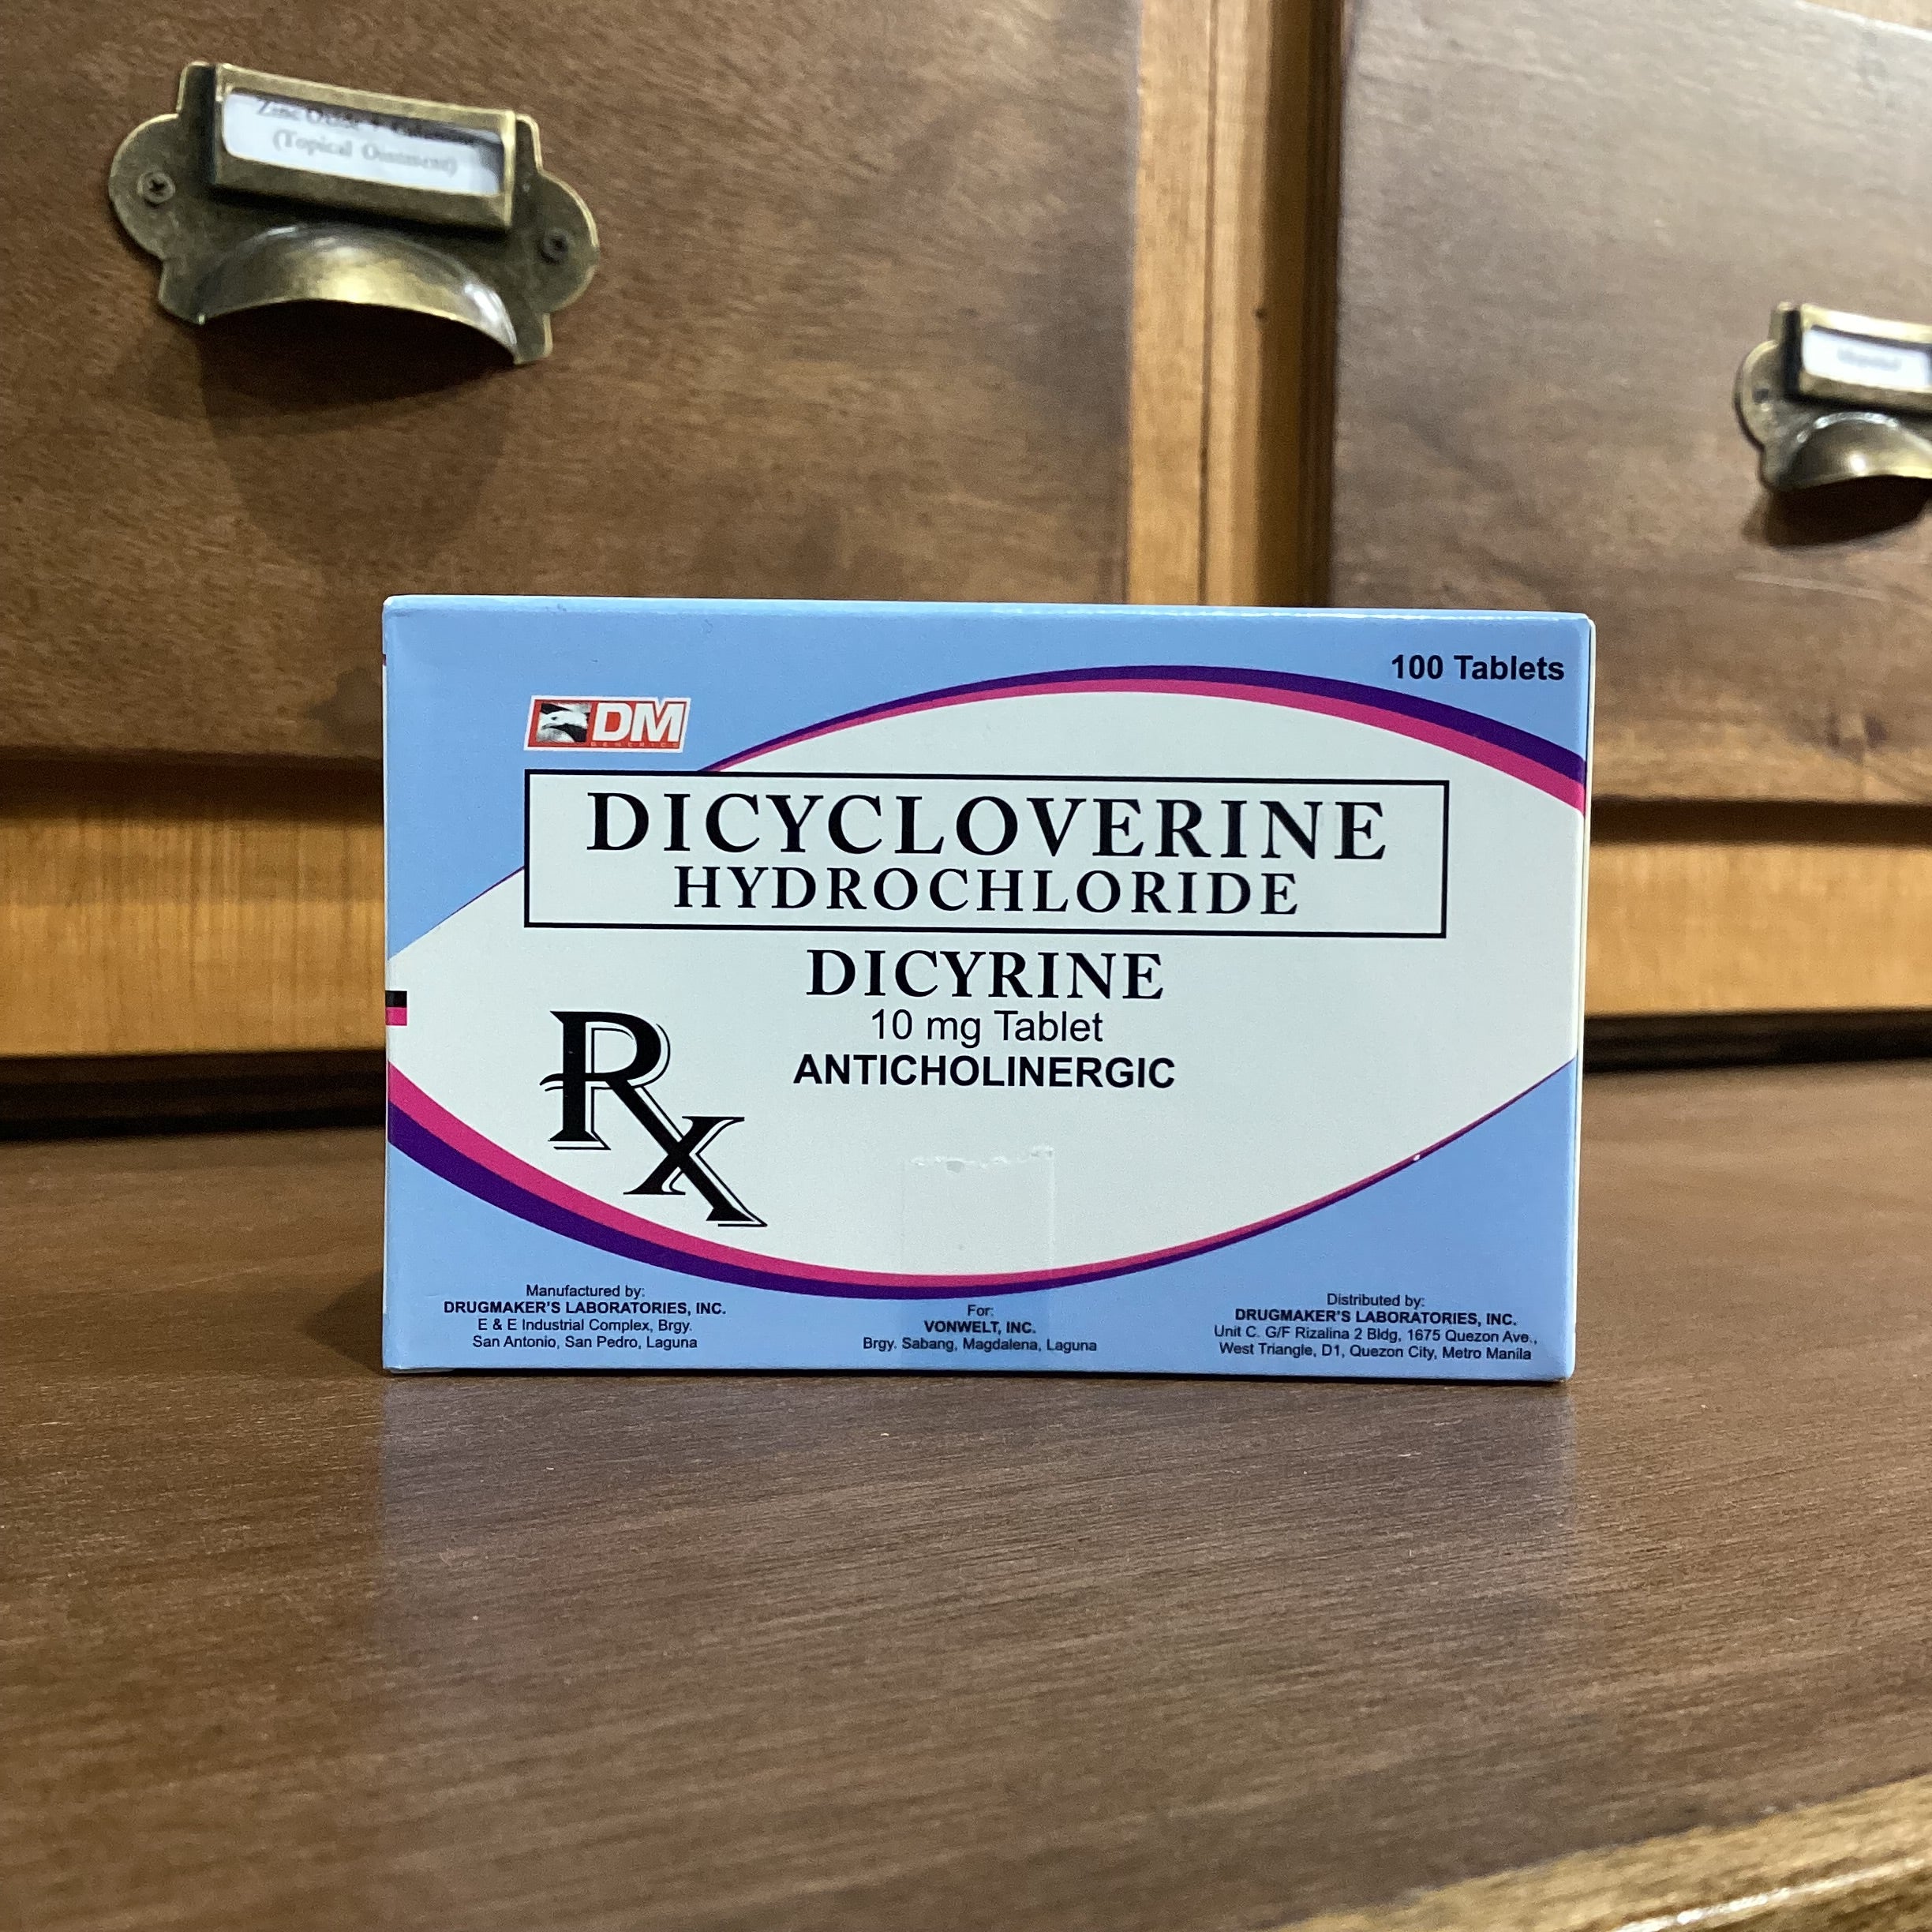 (Topical Ointment)
100 Tablets
DM
GENERICS
DICYCLOVERINE
HYDROCHLORIDE
DICYRINE
10 mg Tablet
ANTICHOLINERGIC
Rx
Manufactured by:
DRUGMAKER'S LABORATORIES, INC.
E & E Industrial Complex, Brgy.
San Antonio, San Pedro, Laguna
For:
VONWELT, INC.
Brgy. Sabang, Magdalena, Laguna
Distributed by:
DRUGMAKER'S LABORATORIES, INC.
Unit C. G/F Rizalina 2 Bldg, 1675 Quezon Ave.,
West Triangle, D1, Quezon City, Metro Manila